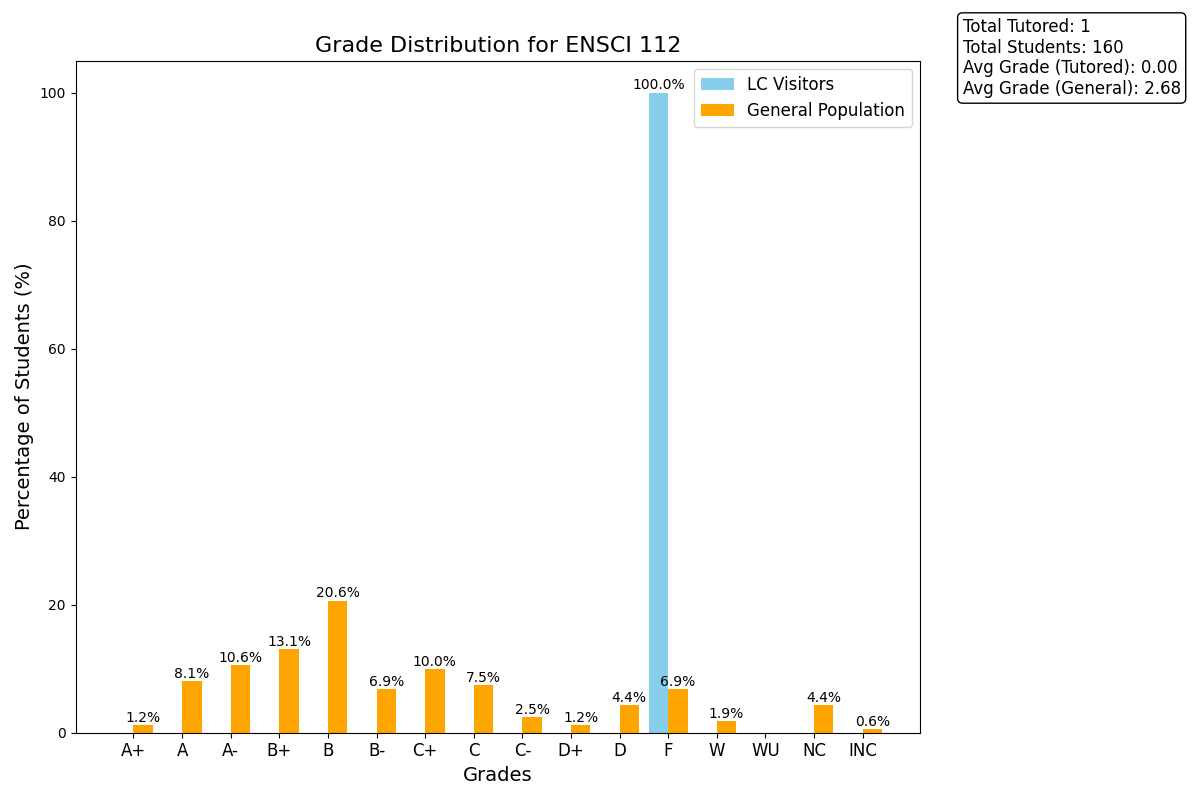 Grade Distribution for ENSCI 112
Total Tutored: 1
Total Students: 160
Avg Grade (Tutored): 0.00
Avg Grade (General): 2.68
LC Visitors
General Population
Percentage of Students (%)
100
80
60
40
20
0
1.2%
8.1%
10.6%
13.1%
20.6%
6.9%
10.0%
7.5%
2.5%
1.2%
4.4%
100.0%
6.9%
1.9%
4.4%
0.6%
A+ A A- B+ B B- C+ C C- D+ D F W WU NC INC
Grades